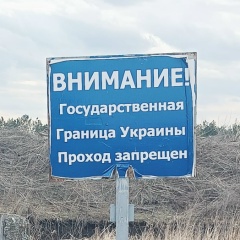 ВНИМАНИЕ!
Государственная
Граница Украины
Проход запрещен